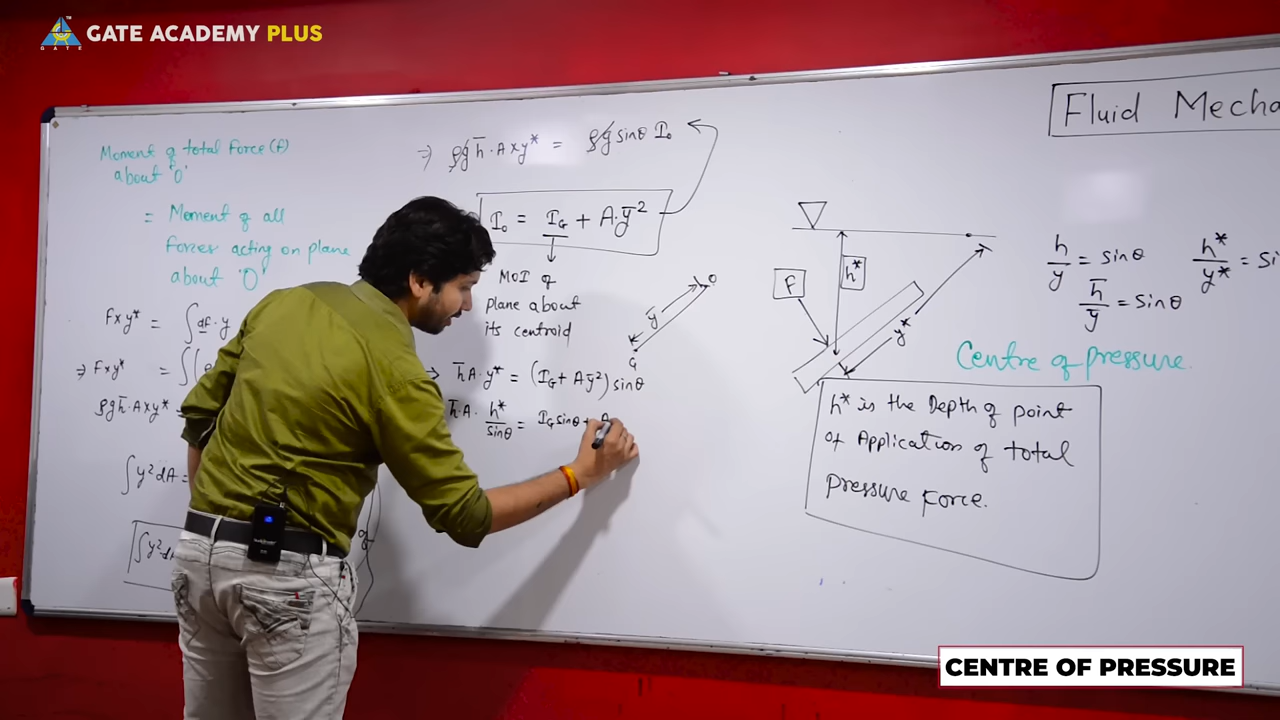 GATE ACADEMY PLUS
GATE
Moment of total Force (F)
about 'O'
= Moment of all
Forces acting on plane
about 'O'
F×y* = ∫dF·y
⇒ F×y* = ∫∫
ρgh̄·A×y*
∫y²dA =
∫y²dA
⇒ ρgh̄·A×y* = ρg sinθ I₀
I₀ = I_G + A·ȳ²
MOI of
plane about
its centroid
ȳ
O
G
⇒ h̄A·y* = (I_G + Aȳ²) sinθ
h̄·A· h*/sinθ = I_G sinθ + A
Fluid Mecha
F
h*
y*
h/y = sinθ
h*/y* = Si
h̄/ȳ = Sinθ
Centre of pressure
h* is the Depth of point
of Application of total
pressure Force.
CENTRE OF PRESSURE